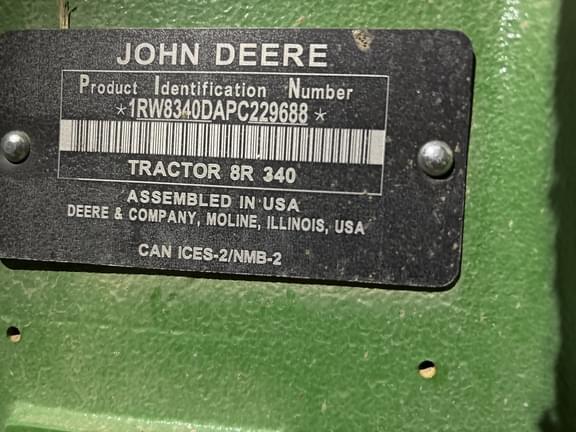 JOHN DEERE
Product Identification Number
*1RW8340DAPC229688*
TRACTOR 8R 340
ASSEMBLED IN USA
DEERE & COMPANY, MOLINE, ILLINOIS, USA
CAN ICES-2/NMB-2